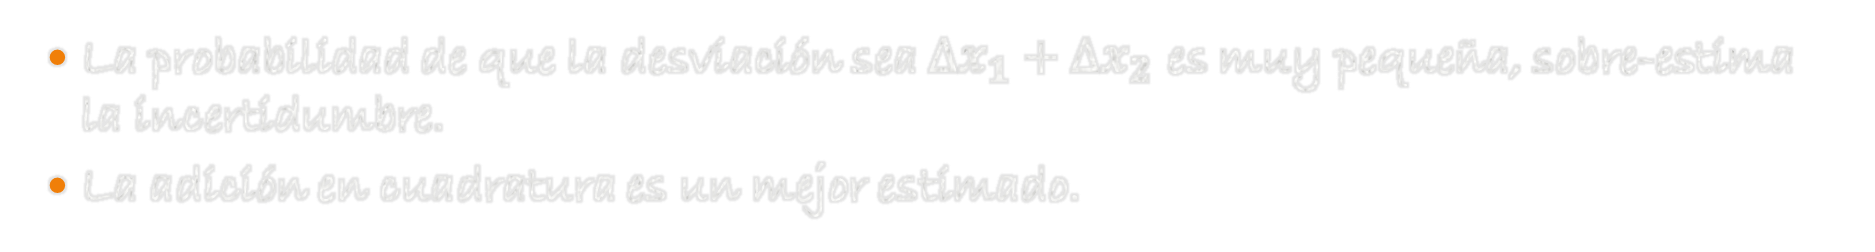 • La probabilidad de que la desviación sea Δx₁ + Δx₂ es muy pequeña, sobre-estima
la incertidumbre.
• La adición en cuadratura es un mejor estimado.